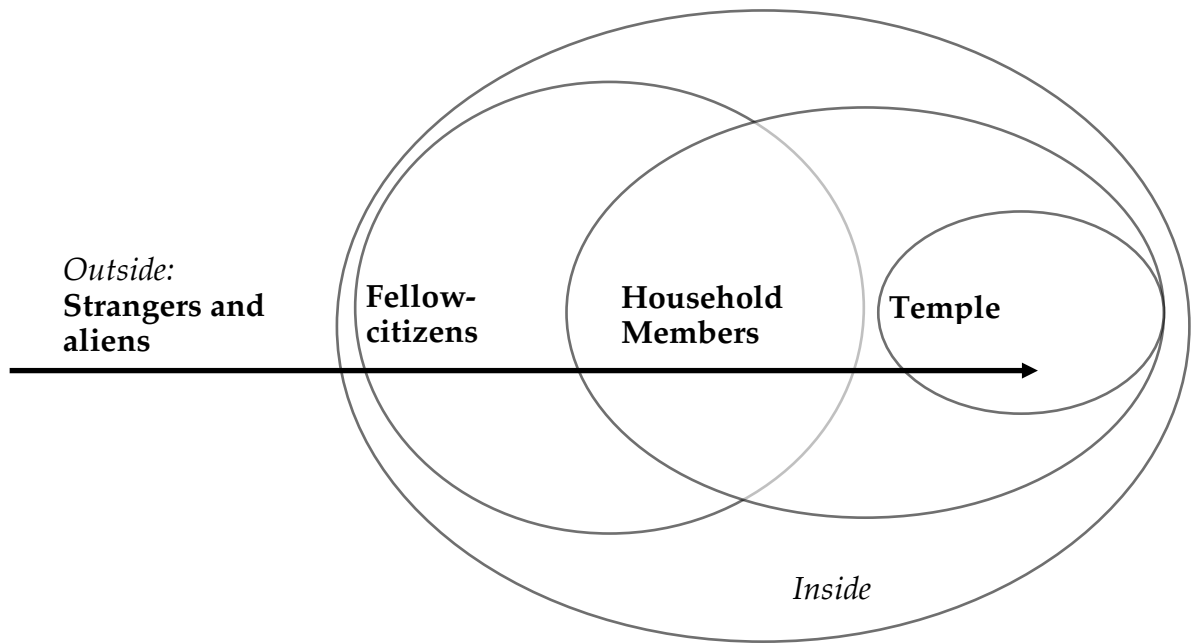 Outside:
Strangers and
aliens
Fellow-
citizens
Household
Members
Temple
Inside